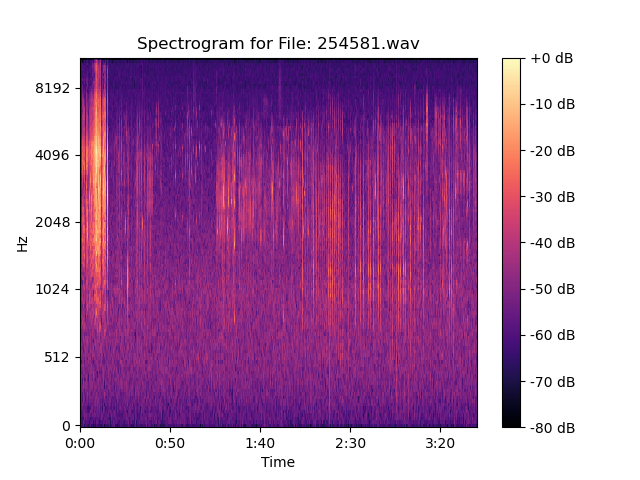 Spectrogram for File: 254581.wav
8192
4096
2048
1024
512
0
Hz
0:00
0:50
1:40
2:30
3:20
Time
+0 dB
-10 dB
-20 dB
-30 dB
-40 dB
-50 dB
-60 dB
-70 dB
-80 dB